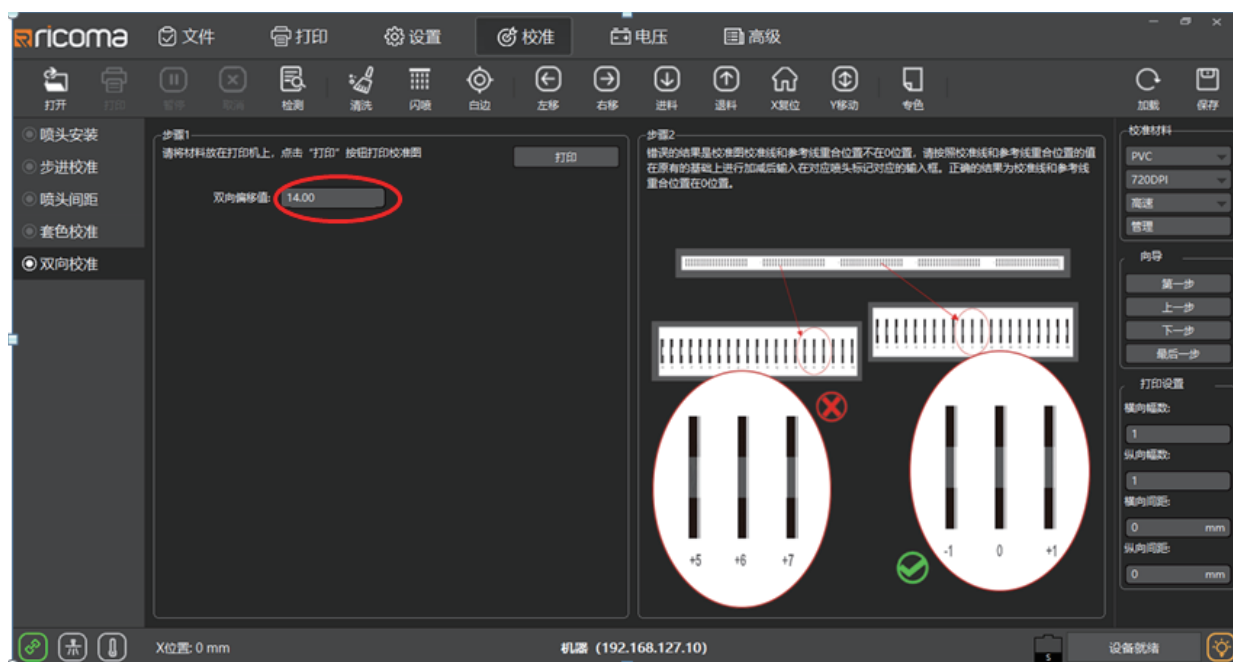 ricoma
文件 打印 设置 校准 电压 高级
打开 打印 暂停 取消 检测 清洗 闪喷 白边 左移 右移 进料 退料 X复位 Y移动 专色 加载 保存
喷头安装
步进校准
喷头间距
套色校准
双向校准
步骤1
请将材料放在打印机上，点击“打印”按钮打印校准图
打印
双向偏移值: 14.00
步骤2
错误的结果是校准图校准线和参考线重合位置不在0位置，请按照校准线和参考线重合位置的值
在原有的基础上进行加减后输入在对应喷头标记对应的输入框。正确的结果为校准线和参考线
重合位置在0位置。
+5 +6 +7
-1 0 +1
校准材料
PVC
720DPI
高速
管理
向导
第一步
上一步
下一步
最后一步
打印设置
横向幅数:
1
纵向幅数:
1
横向间距:
0 mm
纵向间距:
0 mm
X位置: 0 mm
机器 (192.168.127.10)
S
设备就绪